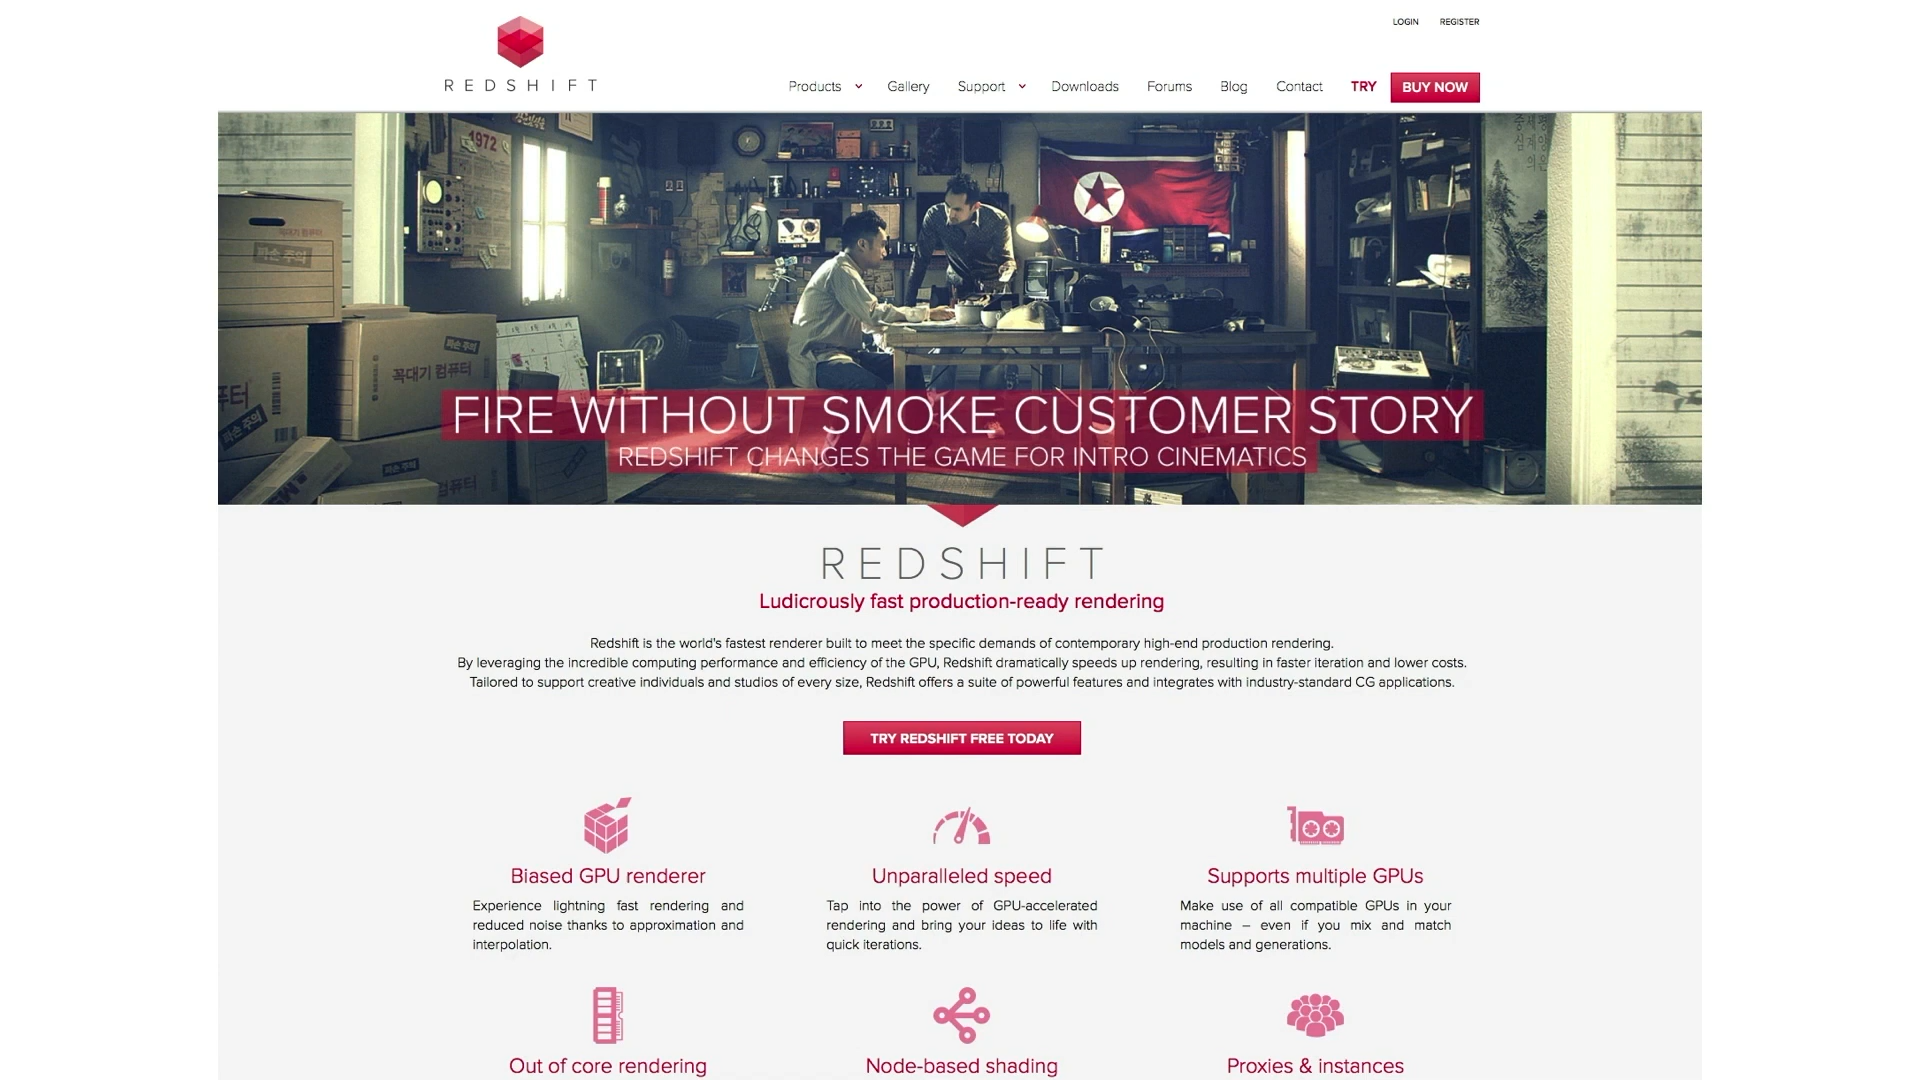 LOGIN REGISTER
REDSHIFT
Products Gallery Support Downloads Forums Blog Contact TRY BUY NOW
1972
파손 주의
꼭대기 컴퓨터
파손 주의
FIRE WITHOUT SMOKE CUSTOMER STORY
REDSHIFT CHANGES THE GAME FOR INTRO CINEMATICS
REDSHIFT
Ludicrously fast production-ready rendering
Redshift is the world's fastest renderer built to meet the specific demands of contemporary high-end production rendering.
By leveraging the incredible computing performance and efficiency of the GPU, Redshift dramatically speeds up rendering, resulting in faster iteration and lower costs.
Tailored to support creative individuals and studios of every size, Redshift offers a suite of powerful features and integrates with industry-standard CG applications.
TRY REDSHIFT FREE TODAY
Biased GPU renderer
Experience lightning fast rendering and
reduced noise thanks to approximation and
interpolation.
Unparalleled speed
Tap into the power of GPU-accelerated
rendering and bring your ideas to life with
quick iterations.
Supports multiple GPUs
Make use of all compatible GPUs in your
machine – even if you mix and match
models and generations.
Out of core rendering
Node-based shading
Proxies & instances